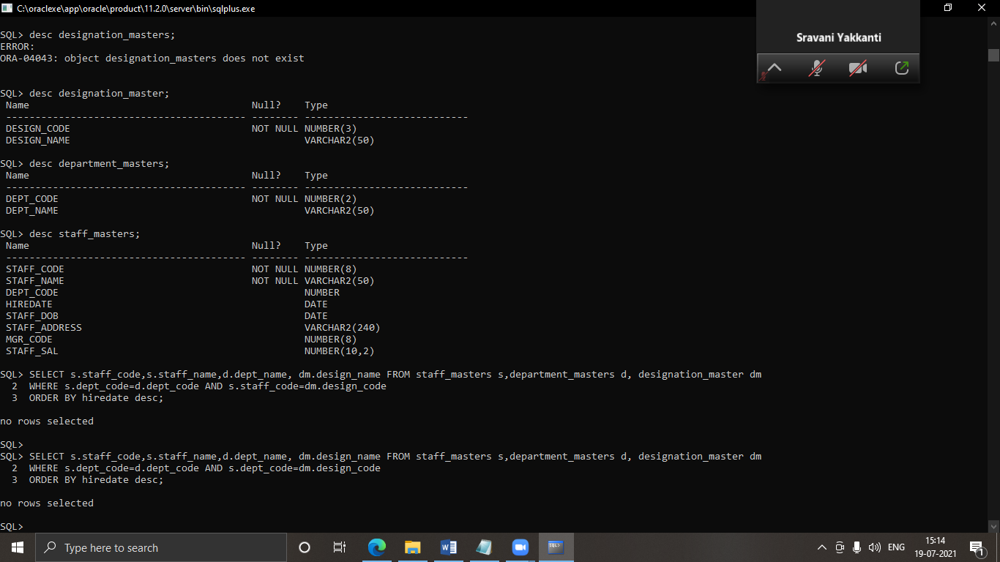 C:\oraclexe\app\oracle\product\11.2.0\server\bin\sqlplus.exe
Sravani Yakkanti
SQL> desc designation_masters;
ERROR:
ORA-04043: object designation_masters does not exist
SQL> desc designation_master;
Name Null? Type
----------------------------------------- -------- ----------------------------
DESIGN_CODE NOT NULL NUMBER(3)
DESIGN_NAME VARCHAR2(50)
SQL> desc department_masters;
Name Null? Type
----------------------------------------- -------- ----------------------------
DEPT_CODE NOT NULL NUMBER(2)
DEPT_NAME VARCHAR2(50)
SQL> desc staff_masters;
Name Null? Type
----------------------------------------- -------- ----------------------------
STAFF_CODE NOT NULL NUMBER(8)
STAFF_NAME NOT NULL VARCHAR2(50)
DEPT_CODE NUMBER
HIREDATE DATE
STAFF_DOB DATE
STAFF_ADDRESS VARCHAR2(240)
MGR_CODE NUMBER(8)
STAFF_SAL NUMBER(10,2)
SQL> SELECT s.staff_code,s.staff_name,d.dept_name, dm.design_name FROM staff_masters s,department_masters d, designation_master dm
2 WHERE s.dept_code=d.dept_code AND s.staff_code=dm.design_code
3 ORDER BY hiredate desc;
no rows selected
SQL>
SQL> SELECT s.staff_code,s.staff_name,d.dept_name, dm.design_name FROM staff_masters s,department_masters d, designation_master dm
2 WHERE s.dept_code=d.dept_code AND s.dept_code=dm.design_code
3 ORDER BY hiredate desc;
no rows selected
SQL>
Type here to search
ENG
15:14
19-07-2021
1